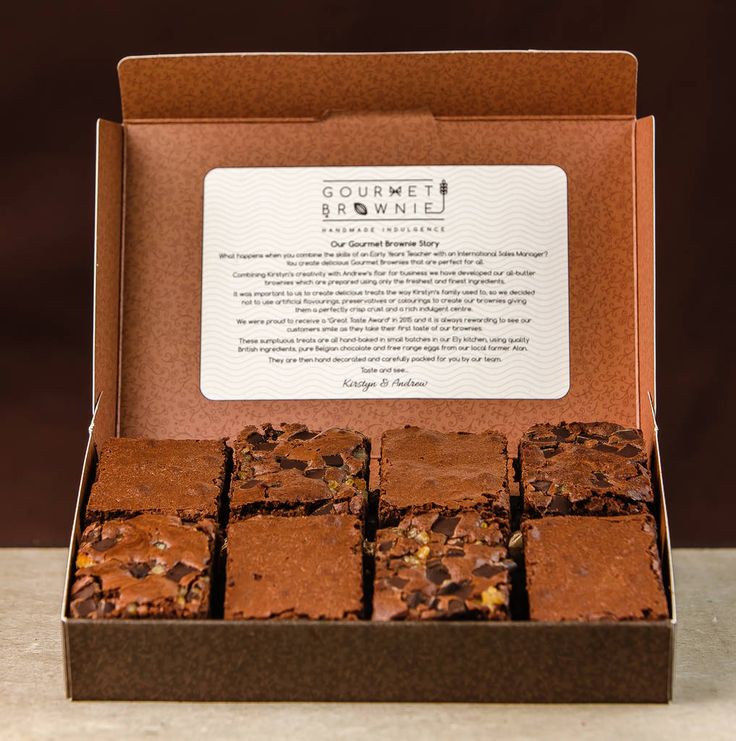 GOURMET
BROWNIE
HANDMADE INDULGENCE
Our Gourmet Brownie Story
What happens when you combine the skills of an Early Years Teacher with an International Sales Manager?
You create delicious Gourmet Brownies that are perfect for all.
Combining Kirstyn's creativity with Andrew's flair for business we have developed our all-butter
brownies which are prepared using only the freshest and finest ingredients.
It was important to us to create delicious treats the way Kirstyn's family used to, so we decided
not to use artificial flavourings, preservatives or colourings to create our brownies giving
them a perfectly crisp crust and a rich indulgent centre.
We were proud to receive a 'Great Taste Award' in 2015 and it is always rewarding to see our
customers smile as they take their first taste of our brownies.
These sumptuous treats are all hand-baked in small batches in our Ely kitchen, using quality
British ingredients, pure Belgian chocolate and free range eggs from our local farmer Alan.
They are then hand decorated and carefully packed for you by our team.
Taste and see...
Kirstyn & Andrew